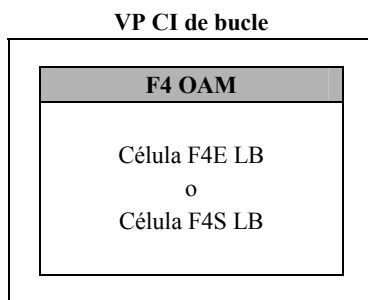 VP CI de bucle
F4 OAM
Célula F4E LB
o
Célula F4S LB